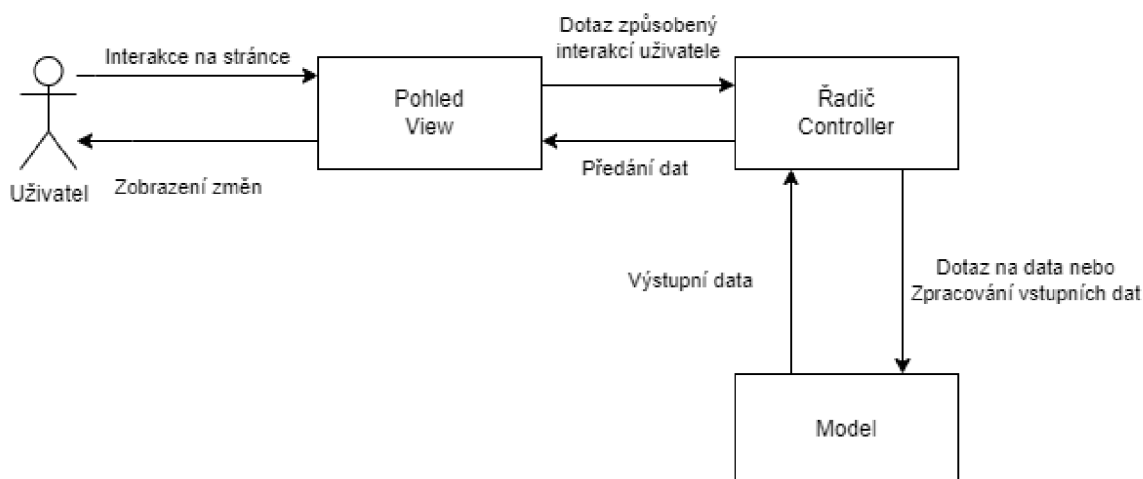 Interakce na stránce
Dotaz způsobený
interakcí uživatele
Pohled
View
Řadič
Controller
Uživatel
Zobrazení změn
Předání dat
Výstupní data
Dotaz na data nebo
Zpracování vstupních dat
Model